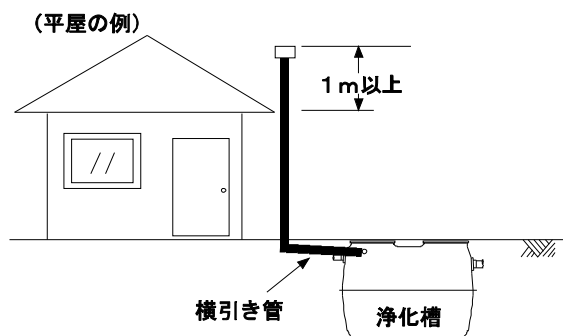 （平屋の例）
１ｍ以上
横引き管
浄化槽